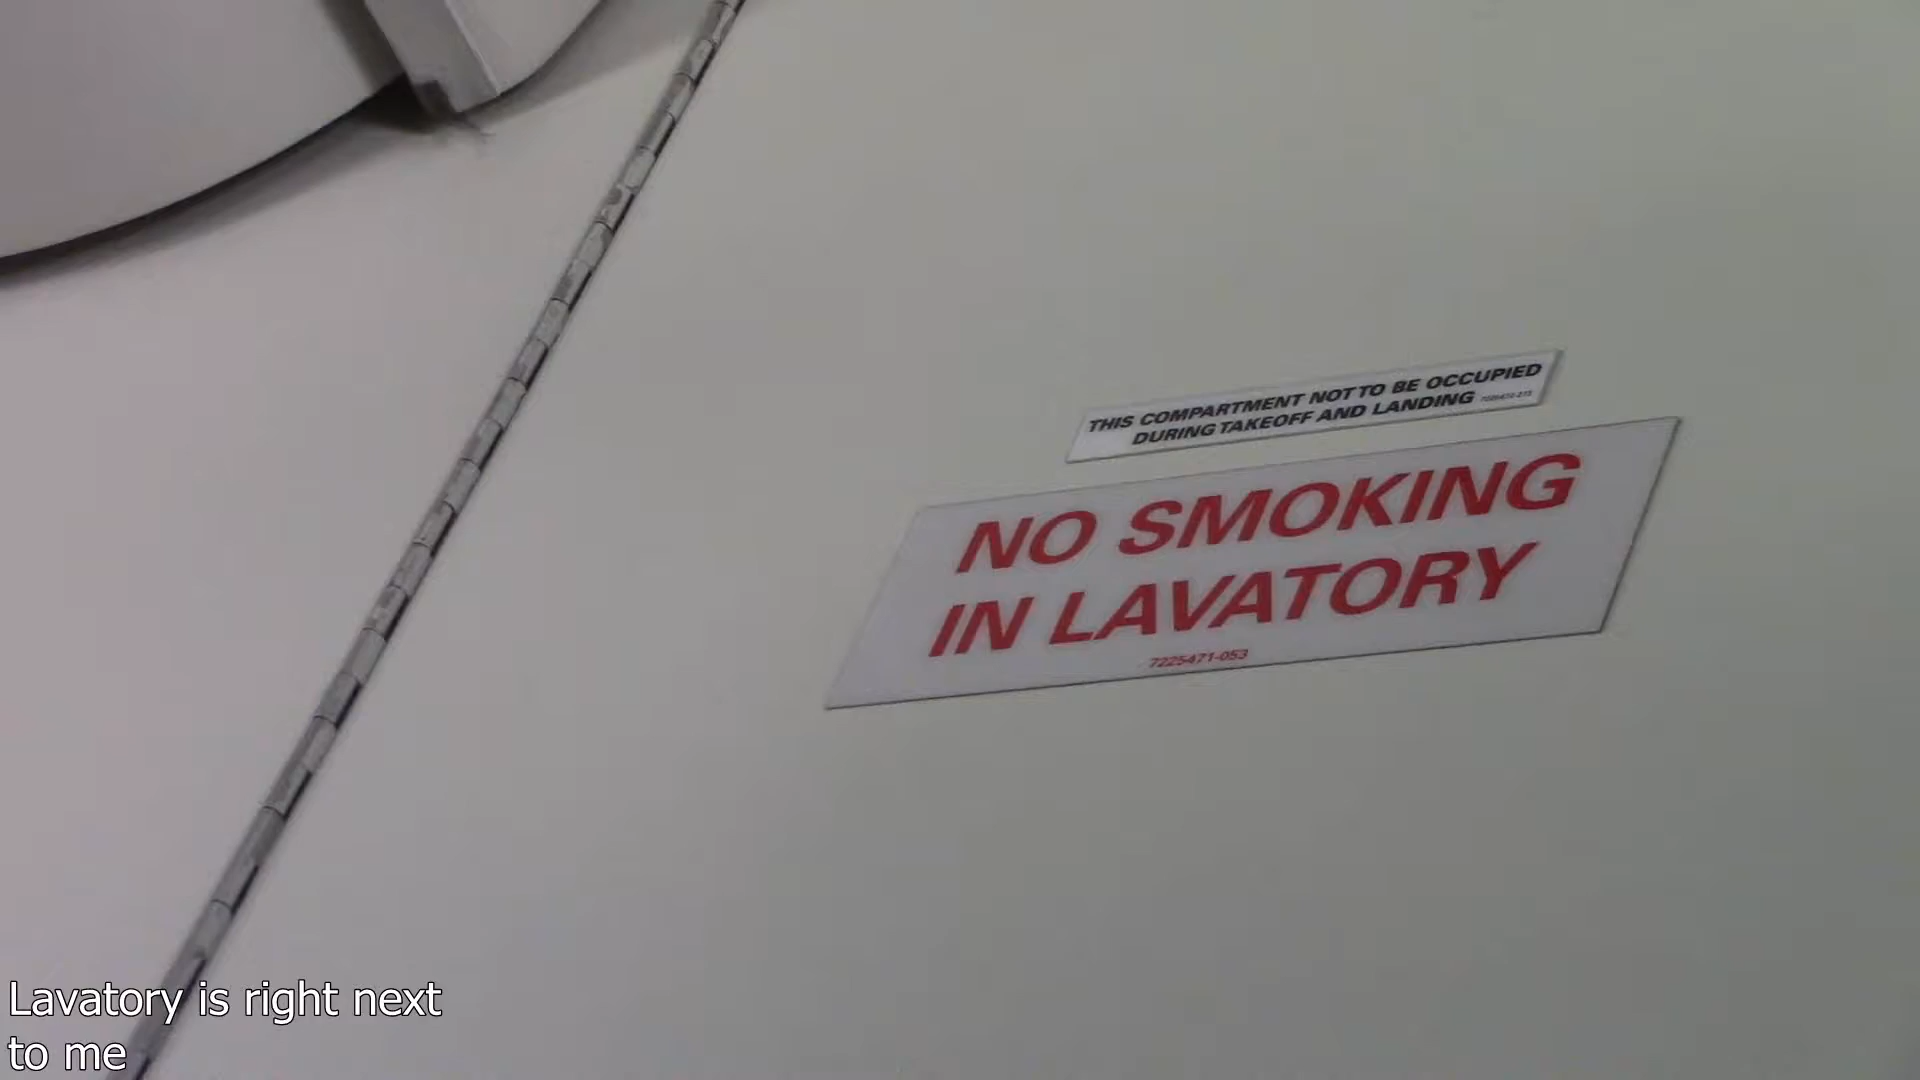 THIS COMPARTMENT NOT TO BE OCCUPIED
DURING TAKEOFF AND LANDING
NO SMOKING
IN LAVATORY
7225471-053
Lavatory is right next
to me